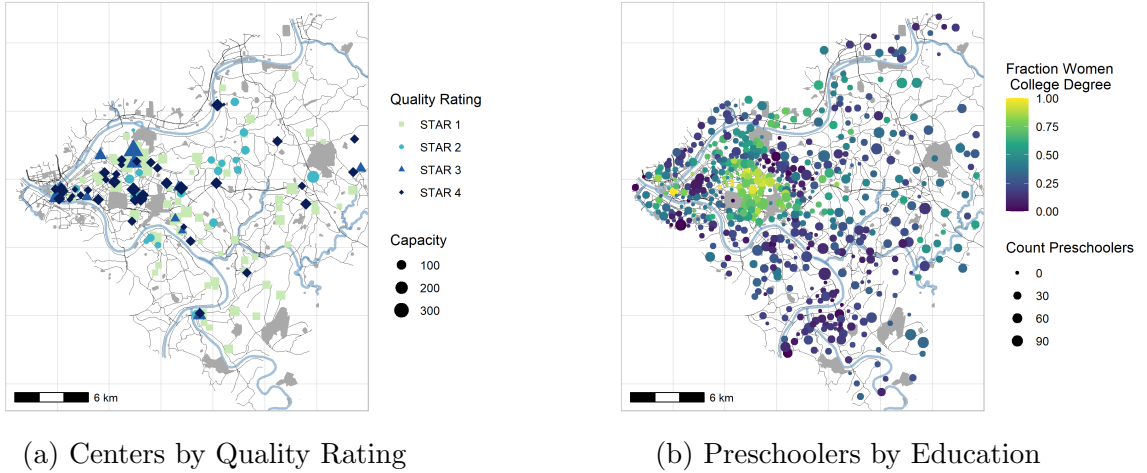 Quality Rating
STAR 1
STAR 2
STAR 3
STAR 4
Capacity
100
200
300
6 km
(a) Centers by Quality Rating
Fraction Women
College Degree
1.00
0.75
0.50
0.25
0.00
Count Preschoolers
0
30
60
90
6 km
(b) Preschoolers by Education